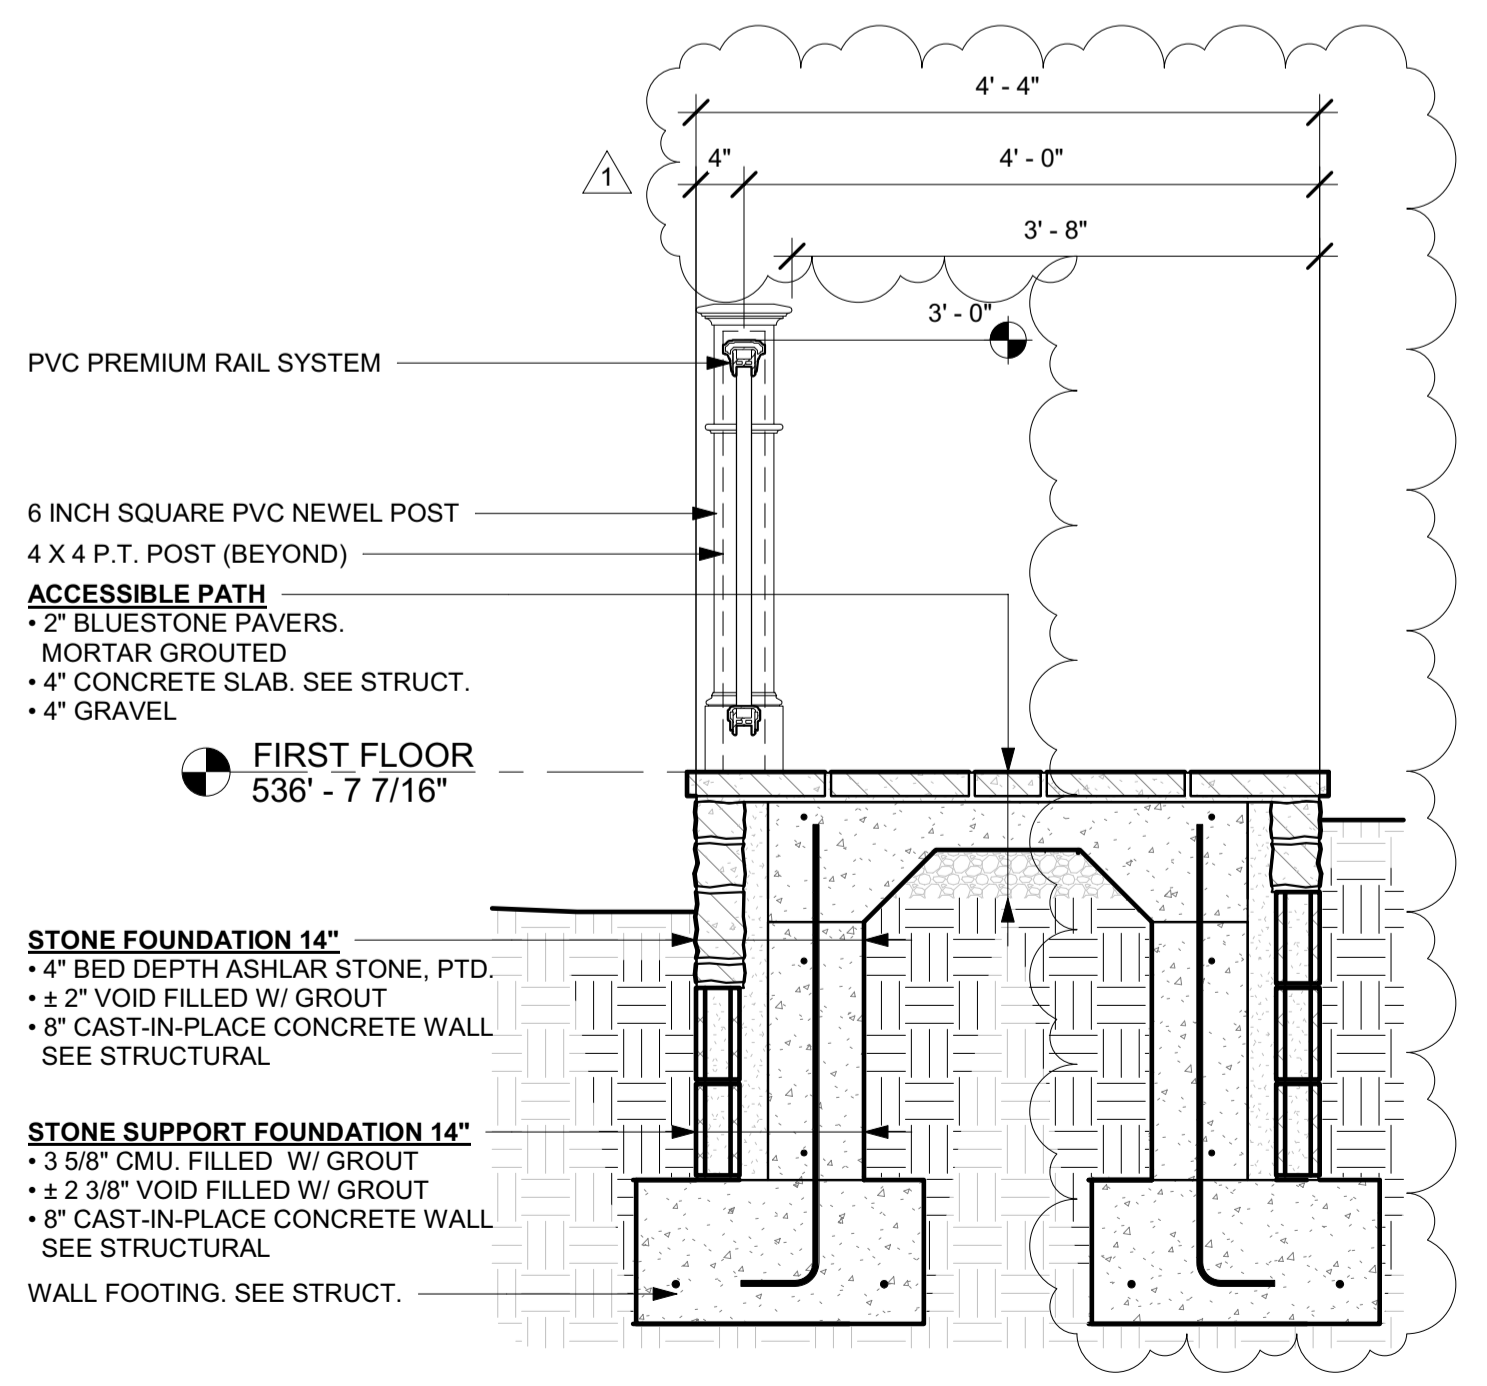 4' - 4"
4"
4' - 0"
1
3' - 8"
3' - 0"
PVC PREMIUM RAIL SYSTEM
6 INCH SQUARE PVC NEWEL POST
4 X 4 P.T. POST (BEYOND)
ACCESSIBLE PATH
• 2" BLUESTONE PAVERS.
MORTAR GROUTED
• 4" CONCRETE SLAB. SEE STRUCT.
• 4" GRAVEL
FIRST FLOOR
536' - 7 7/16"
STONE FOUNDATION 14"
• 4" BED DEPTH ASHLAR STONE, PTD.
• ± 2" VOID FILLED W/ GROUT
• 8" CAST-IN-PLACE CONCRETE WALL
SEE STRUCTURAL
STONE SUPPORT FOUNDATION 14"
• 3 5/8" CMU. FILLED W/ GROUT
• ± 2 3/8" VOID FILLED W/ GROUT
• 8" CAST-IN-PLACE CONCRETE WALL
SEE STRUCTURAL
WALL FOOTING. SEE STRUCT.